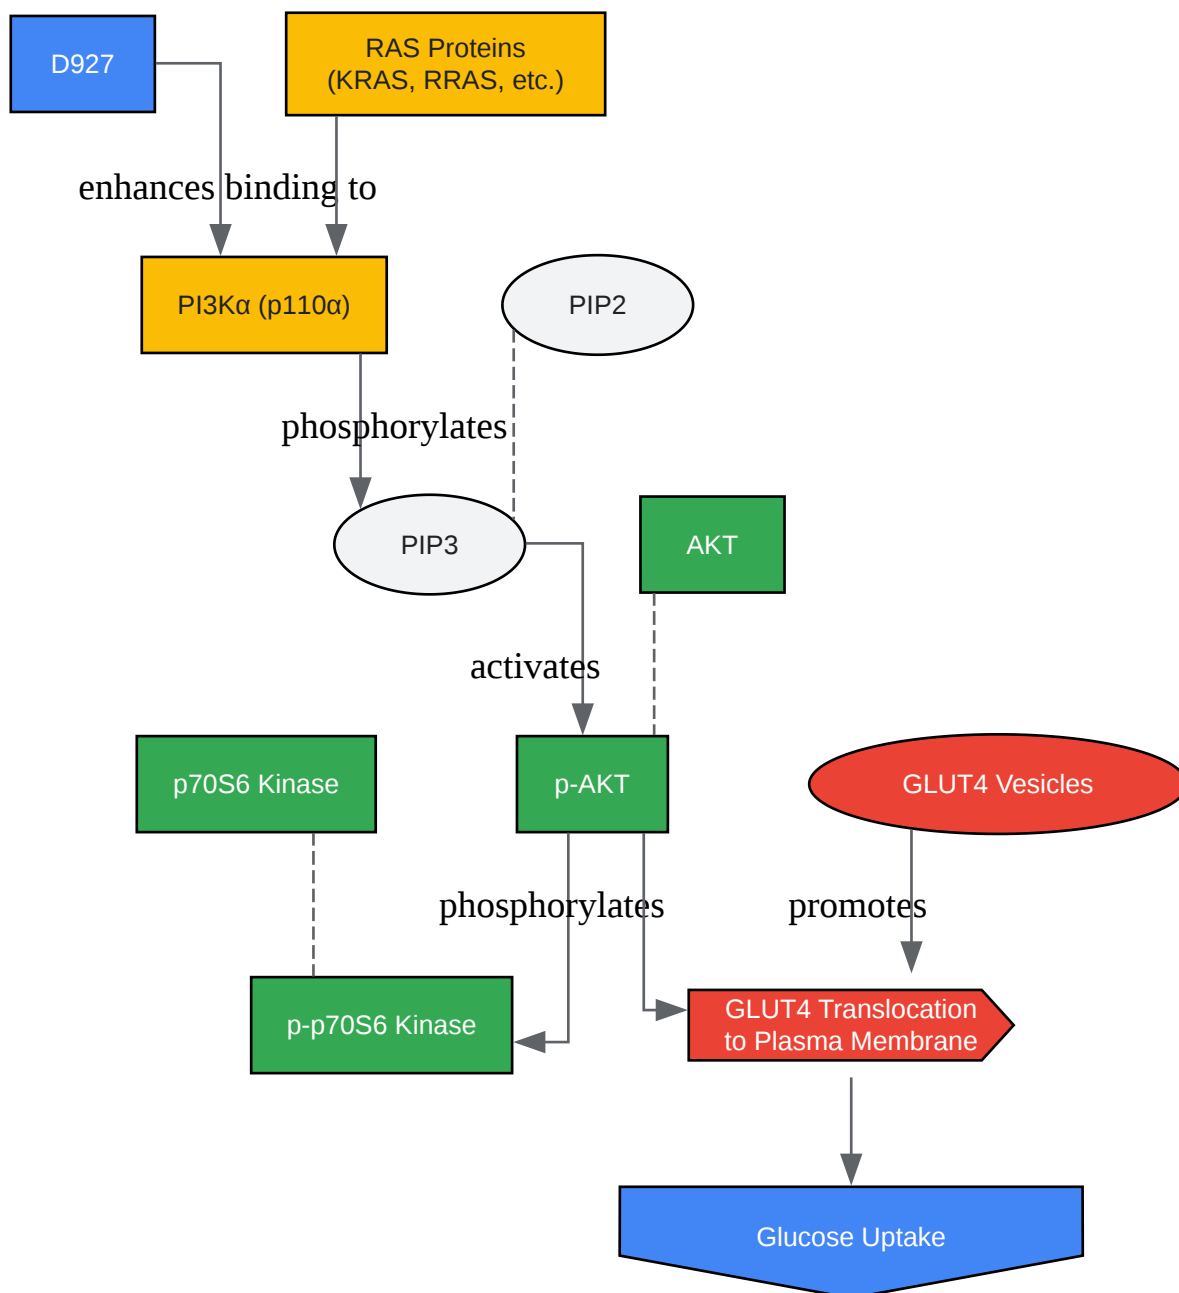 D927
RAS Proteins
(KRAS, RRAS, etc.)
enhances binding to
PI3Kα (p110α)
PIP2
phosphorylates
PIP3
AKT
activates
p70S6 Kinase
p-AKT
GLUT4 Vesicles
phosphorylates
promotes
p-p70S6 Kinase
GLUT4 Translocation
to Plasma Membrane
Glucose Uptake